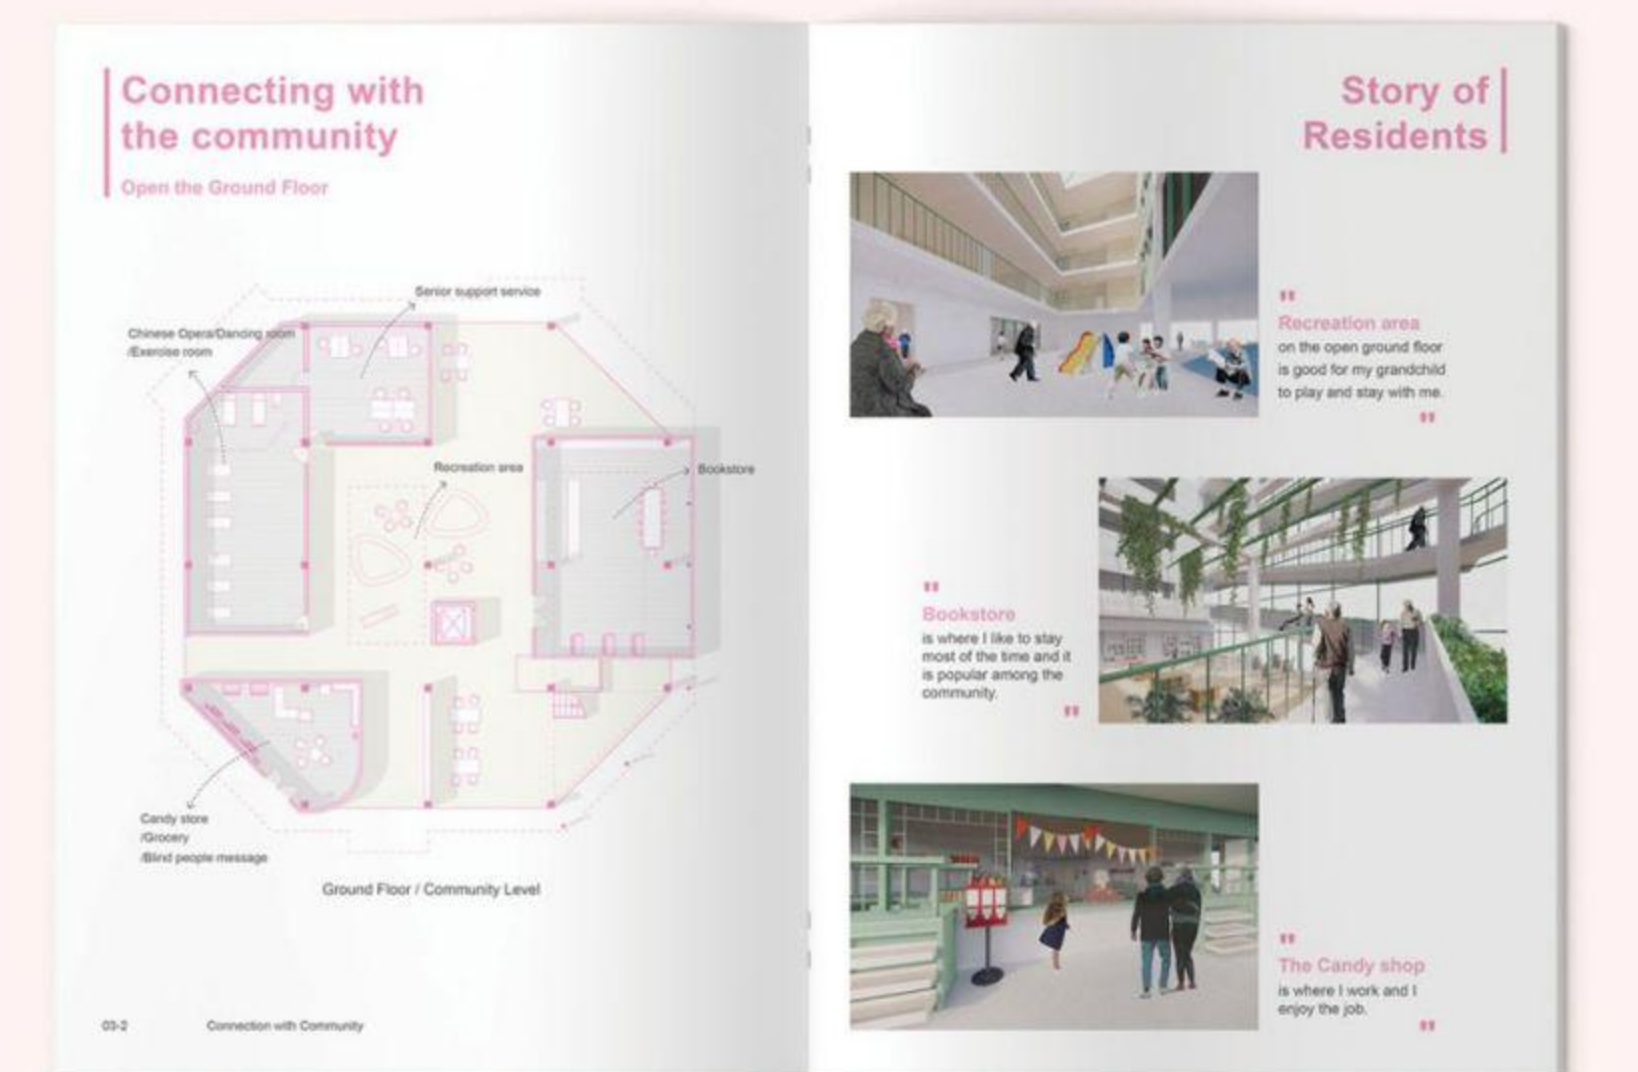 Connecting with
the community
Open the Ground Floor
Senior support service
Chinese Opera/Dancing room
/Exercise room
Recreation area
Bookstore
Candy store
/Grocery
/Blind people message
Ground Floor / Community Level
03-2
Connection with Community
Story of
Residents
"
Recreation area
on the open ground floor
is good for my grandchild
to play and stay with me.
"
"
Bookstore
is where I like to stay
most of the time and it
is popular among the
community.
"
"
The Candy shop
is where I work and I
enjoy the job.
"